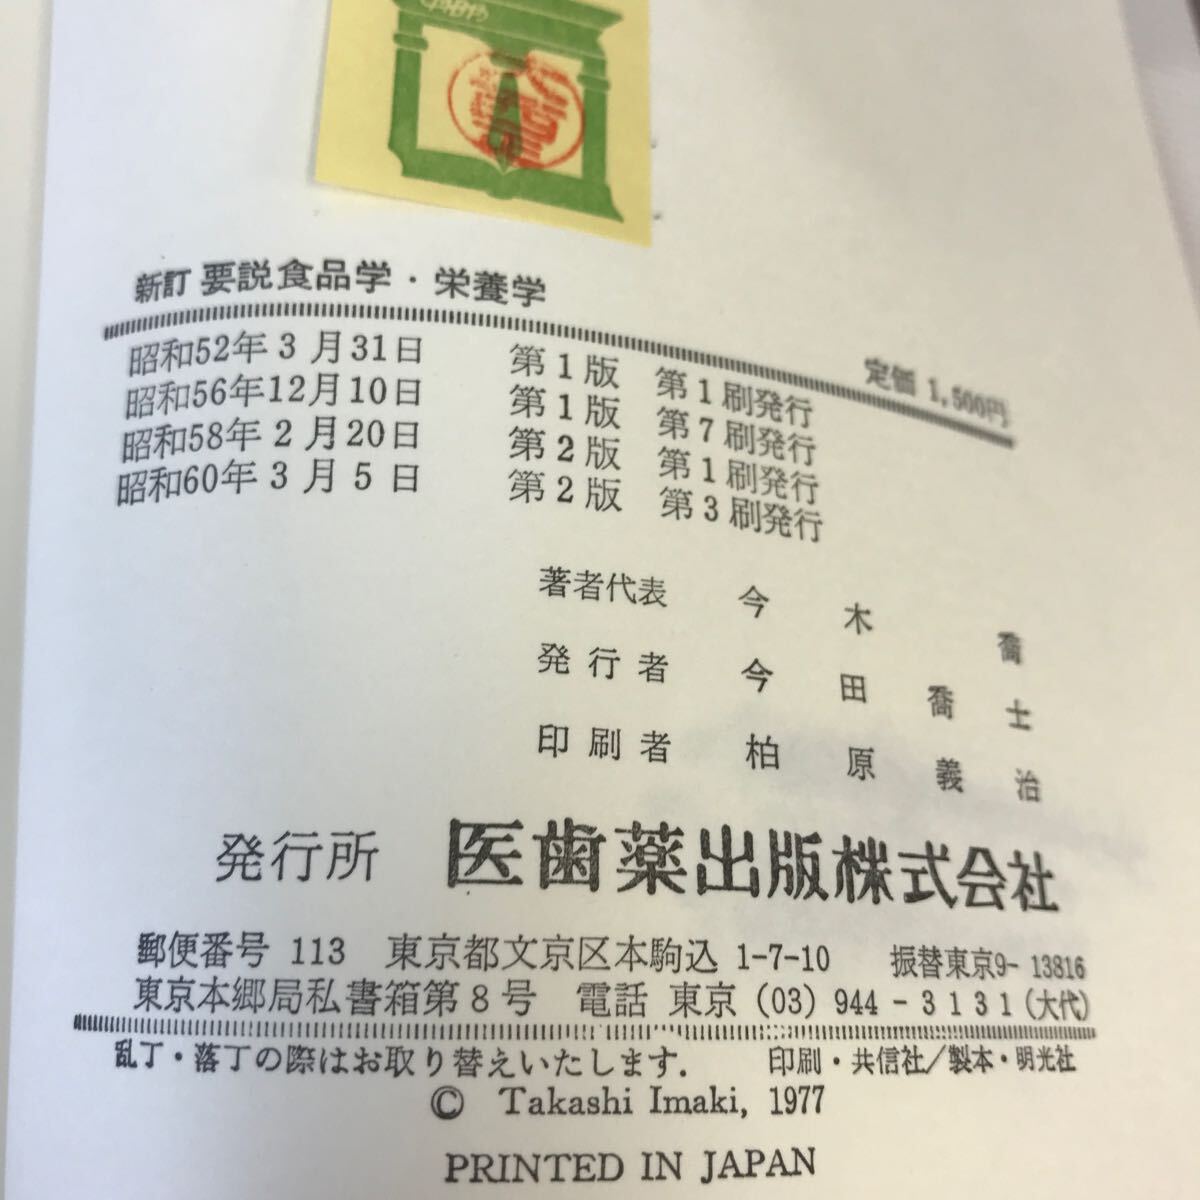 新訂 要説食品学・栄養学
定価 1,500円
昭和52年3月31日 第1版 第1刷発行
昭和56年12月10日 第1版 第7刷発行
昭和58年2月20日 第2版 第1刷発行
昭和60年3月5日 第2版 第3刷発行
著者代表 今木 喬
発行者 今田喬士
印刷者 柏原義治
発行所 医歯薬出版株式会社
郵便番号 113 東京都文京区本駒込 1-7-10 振替東京9-13816
東京本郷局私書箱第8号 電話 東京 (03) 944-3131(大代)
乱丁・落丁の際はお取り替えいたします. 印刷・共信社/製本・明光社
© Takashi Imaki, 1977
PRINTED IN JAPAN